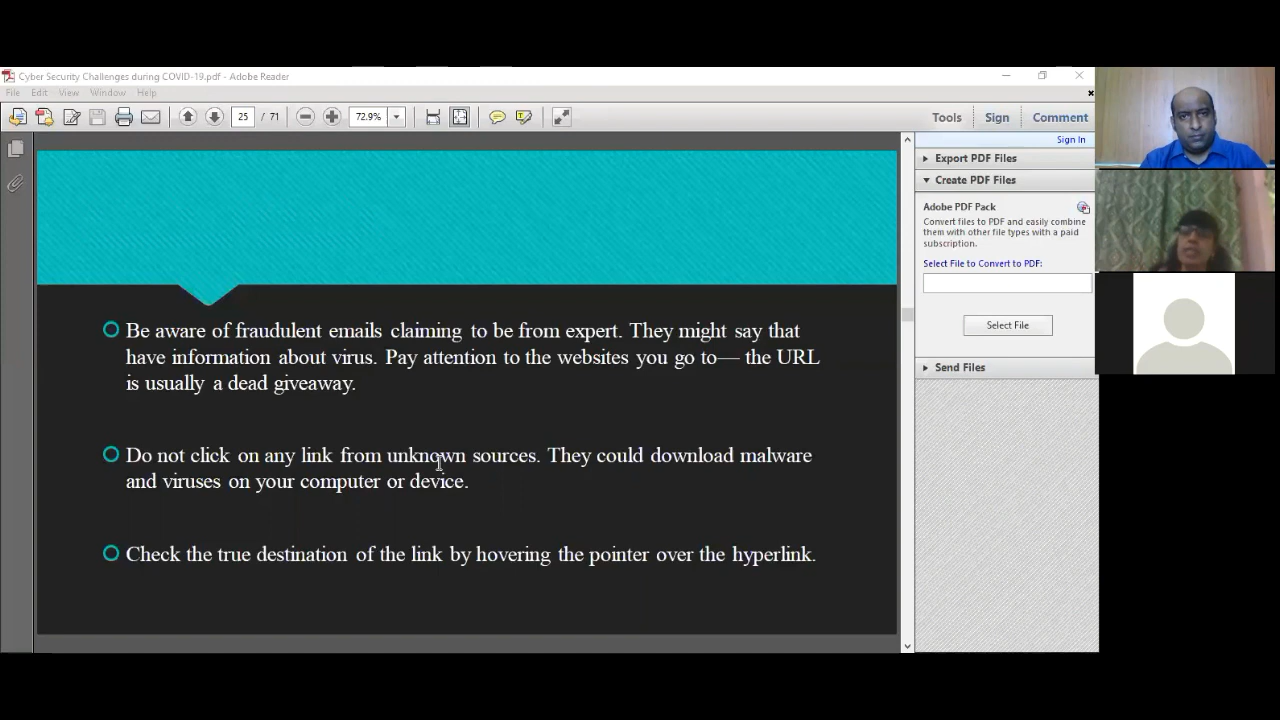 Cyber Security Challenges during COVID-19.pdf - Adobe Reader
File Edit View Window Help
25 / 71 72.9% Tools Sign Comment
Sign In
Export PDF Files
Create PDF Files
Adobe PDF Pack
Convert files to PDF and easily combine
them with other file types with a paid
subscription.
Select File to Convert to PDF:
Select File
Send Files
Be aware of fraudulent emails claiming to be from expert. They might say that
have information about virus. Pay attention to the websites you go to— the URL
is usually a dead giveaway.
Do not click on any link from unknown sources. They could download malware
and viruses on your computer or device.
Check the true destination of the link by hovering the pointer over the hyperlink.